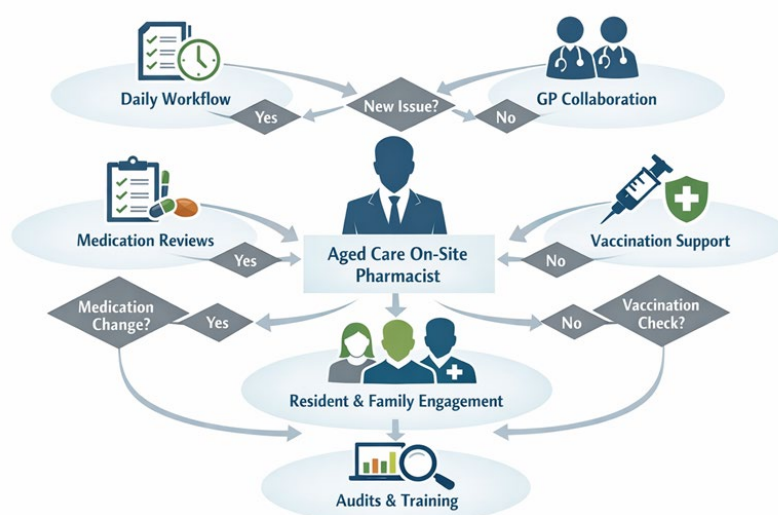 Daily Workflow
New Issue?
GP Collaboration
Yes
No
Medication Reviews
Vaccination Support
Yes
Aged Care On-Site
Pharmacist
No
Medication
Change?
Yes
No
Vaccination
Check?
Resident & Family Engagement
Audits & Training